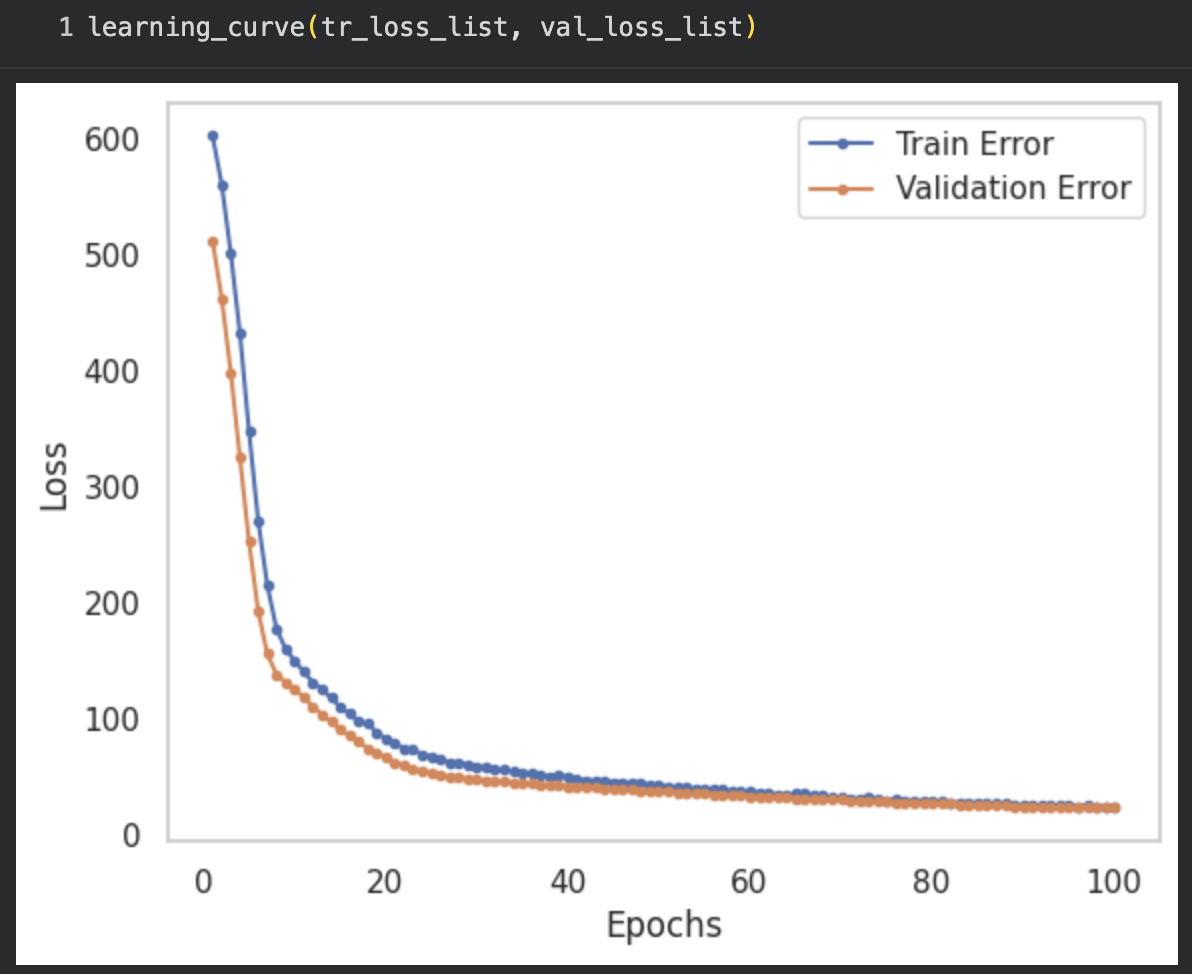 1 learning_curve(tr_loss_list, val_loss_list)
Train Error
Validation Error
600
500
400
300
200
100
0
Loss
0 20 40 60 80 100
Epochs